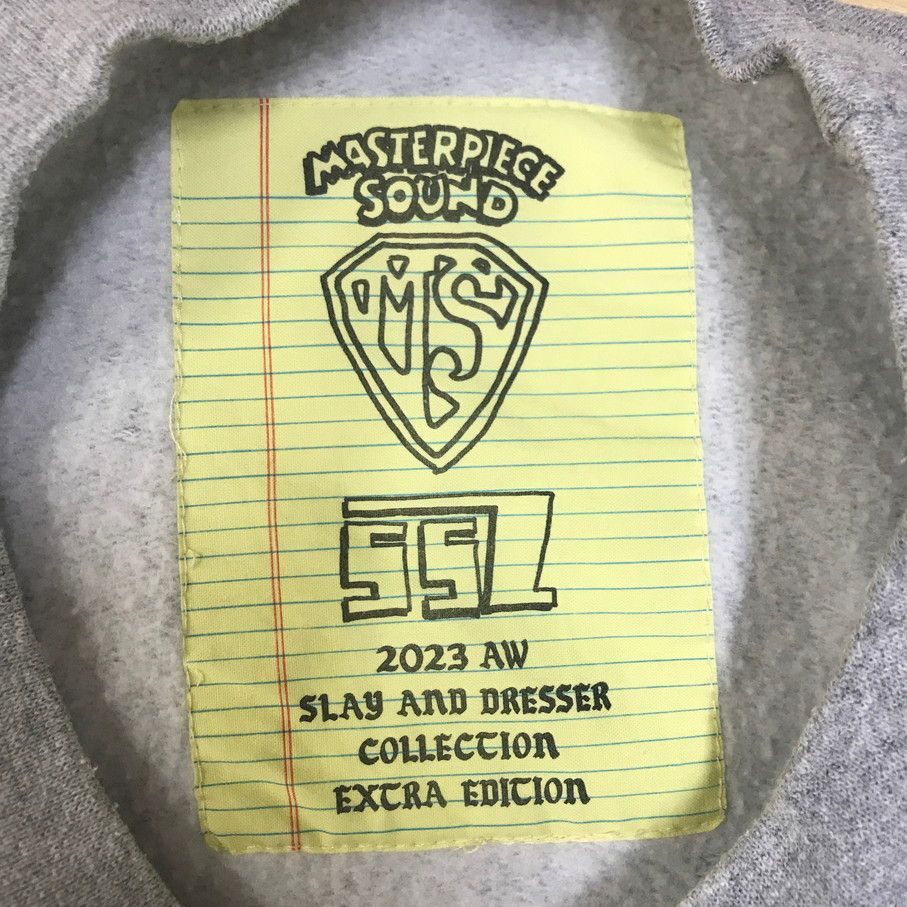 MASTERPIECE
SOUND
MS
SSZ
2023 AW
SLAY AND DRESSER
COLLECTION
EXTRA EDITION